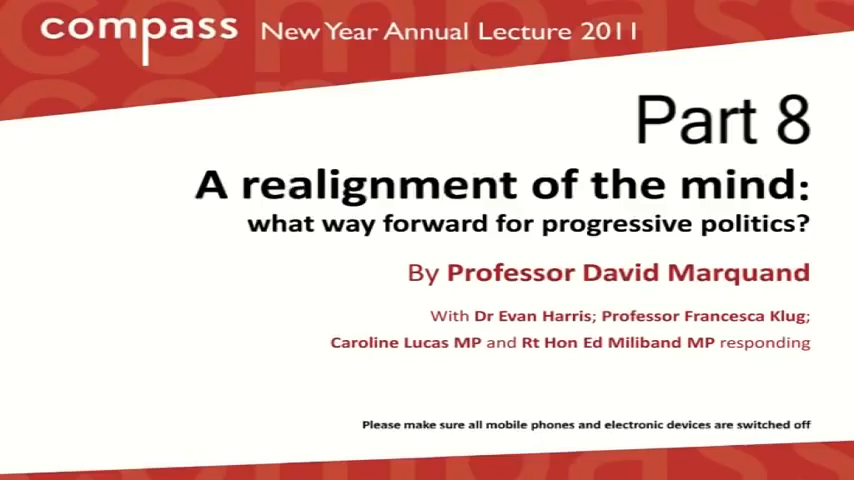 compass New Year Annual Lecture 2011
Part 8
A realignment of the mind:
what way forward for progressive politics?
By Professor David Marquand
With Dr Evan Harris; Professor Francesca Klug;
Caroline Lucas MP and Rt Hon Ed Miliband MP responding
Please make sure all mobile phones and electronic devices are switched off